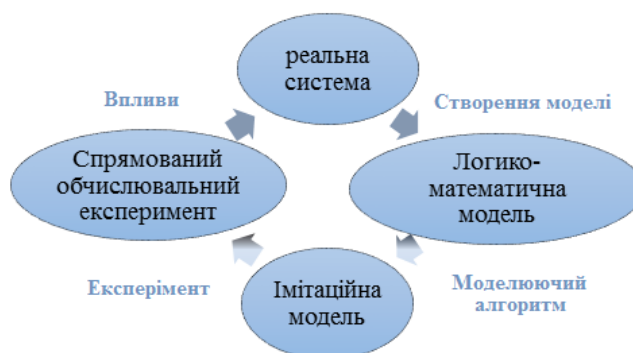 реальна
система
Впливи
Створення моделі
Спрямований
обчислювальний
експеримент
Логико-
математична
модель
Експерімент
Імітаційна
модель
Моделюючий
алгоритм